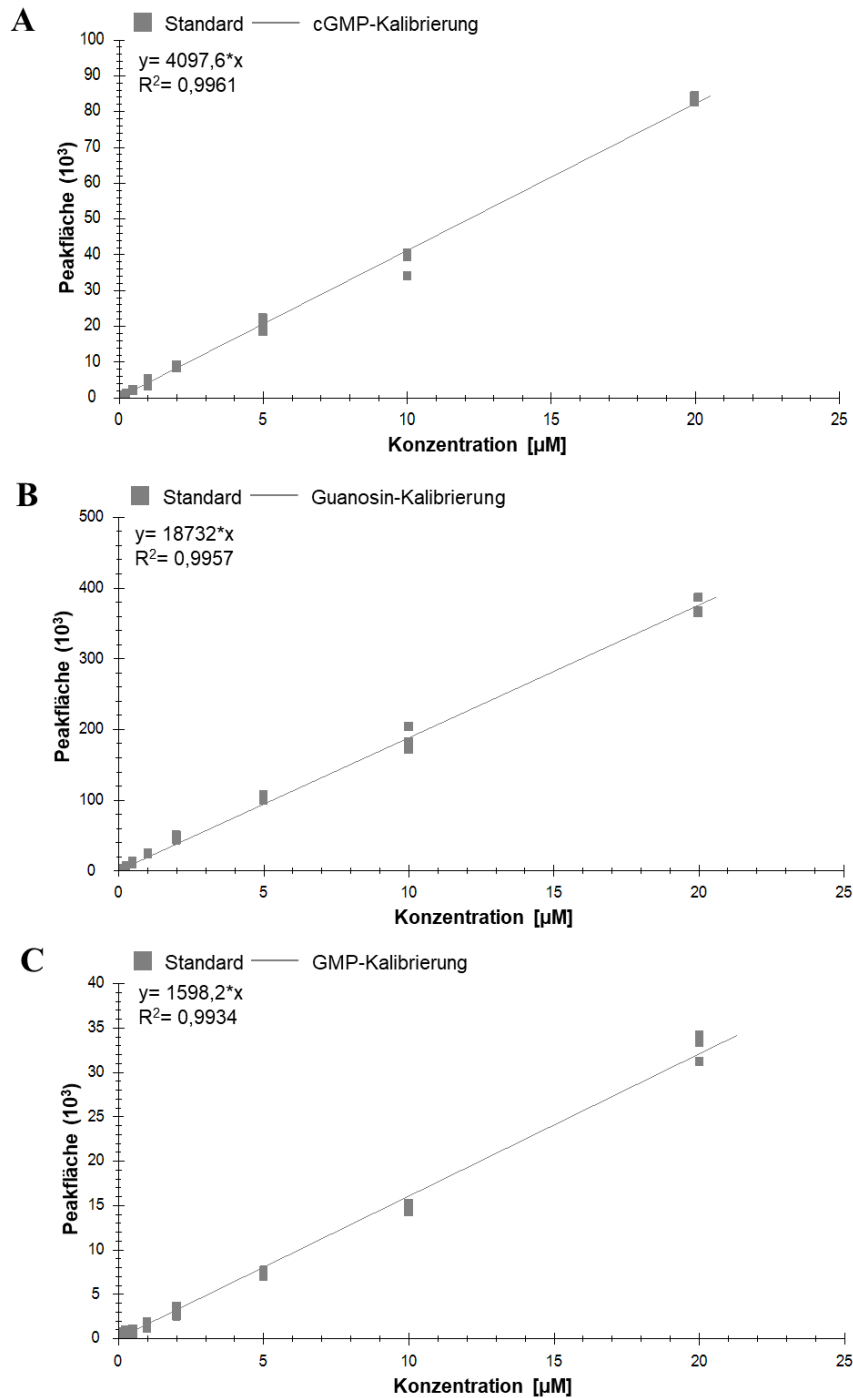 A
Standard cGMP-Kalibrierung
y= 4097,6*x
R²= 0,9961
100
90
80
70
60
50
40
30
20
10
0
Peakfläche (10³)
0 5 10 15 20 25
Konzentration [µM]
B
Standard Guanosin-Kalibrierung
y= 18732*x
R²= 0,9957
500
400
300
200
100
0
Peakfläche (10³)
0 5 10 15 20 25
Konzentration [µM]
C
Standard GMP-Kalibrierung
y= 1598,2*x
R²= 0,9934
40
35
30
25
20
15
10
5
0
Peakfläche (10³)
0 5 10 15 20 25
Konzentration [µM]